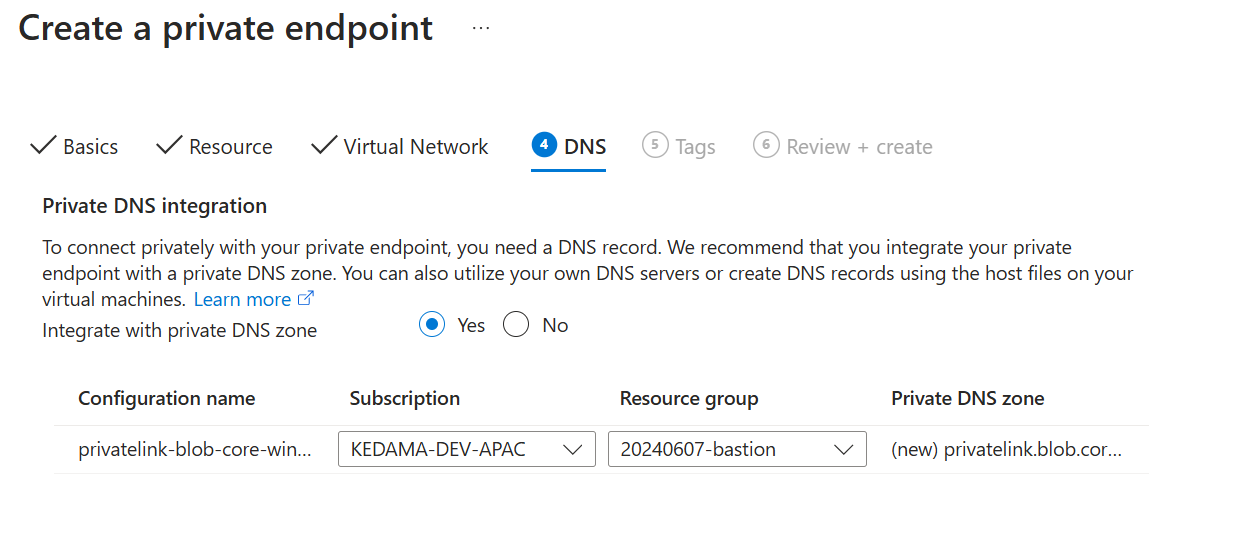 Create a private endpoint ...
Basics Resource Virtual Network 4 DNS 5 Tags 6 Review + create
Private DNS integration
To connect privately with your private endpoint, you need a DNS record. We recommend that you integrate your private
endpoint with a private DNS zone. You can also utilize your own DNS servers or create DNS records using the host files on your
virtual machines. Learn more
Integrate with private DNS zone Yes No
Configuration name Subscription Resource group Private DNS zone
privatelink-blob-core-win... KEDAMA-DEV-APAC 20240607-bastion (new) privatelink.blob.cor...